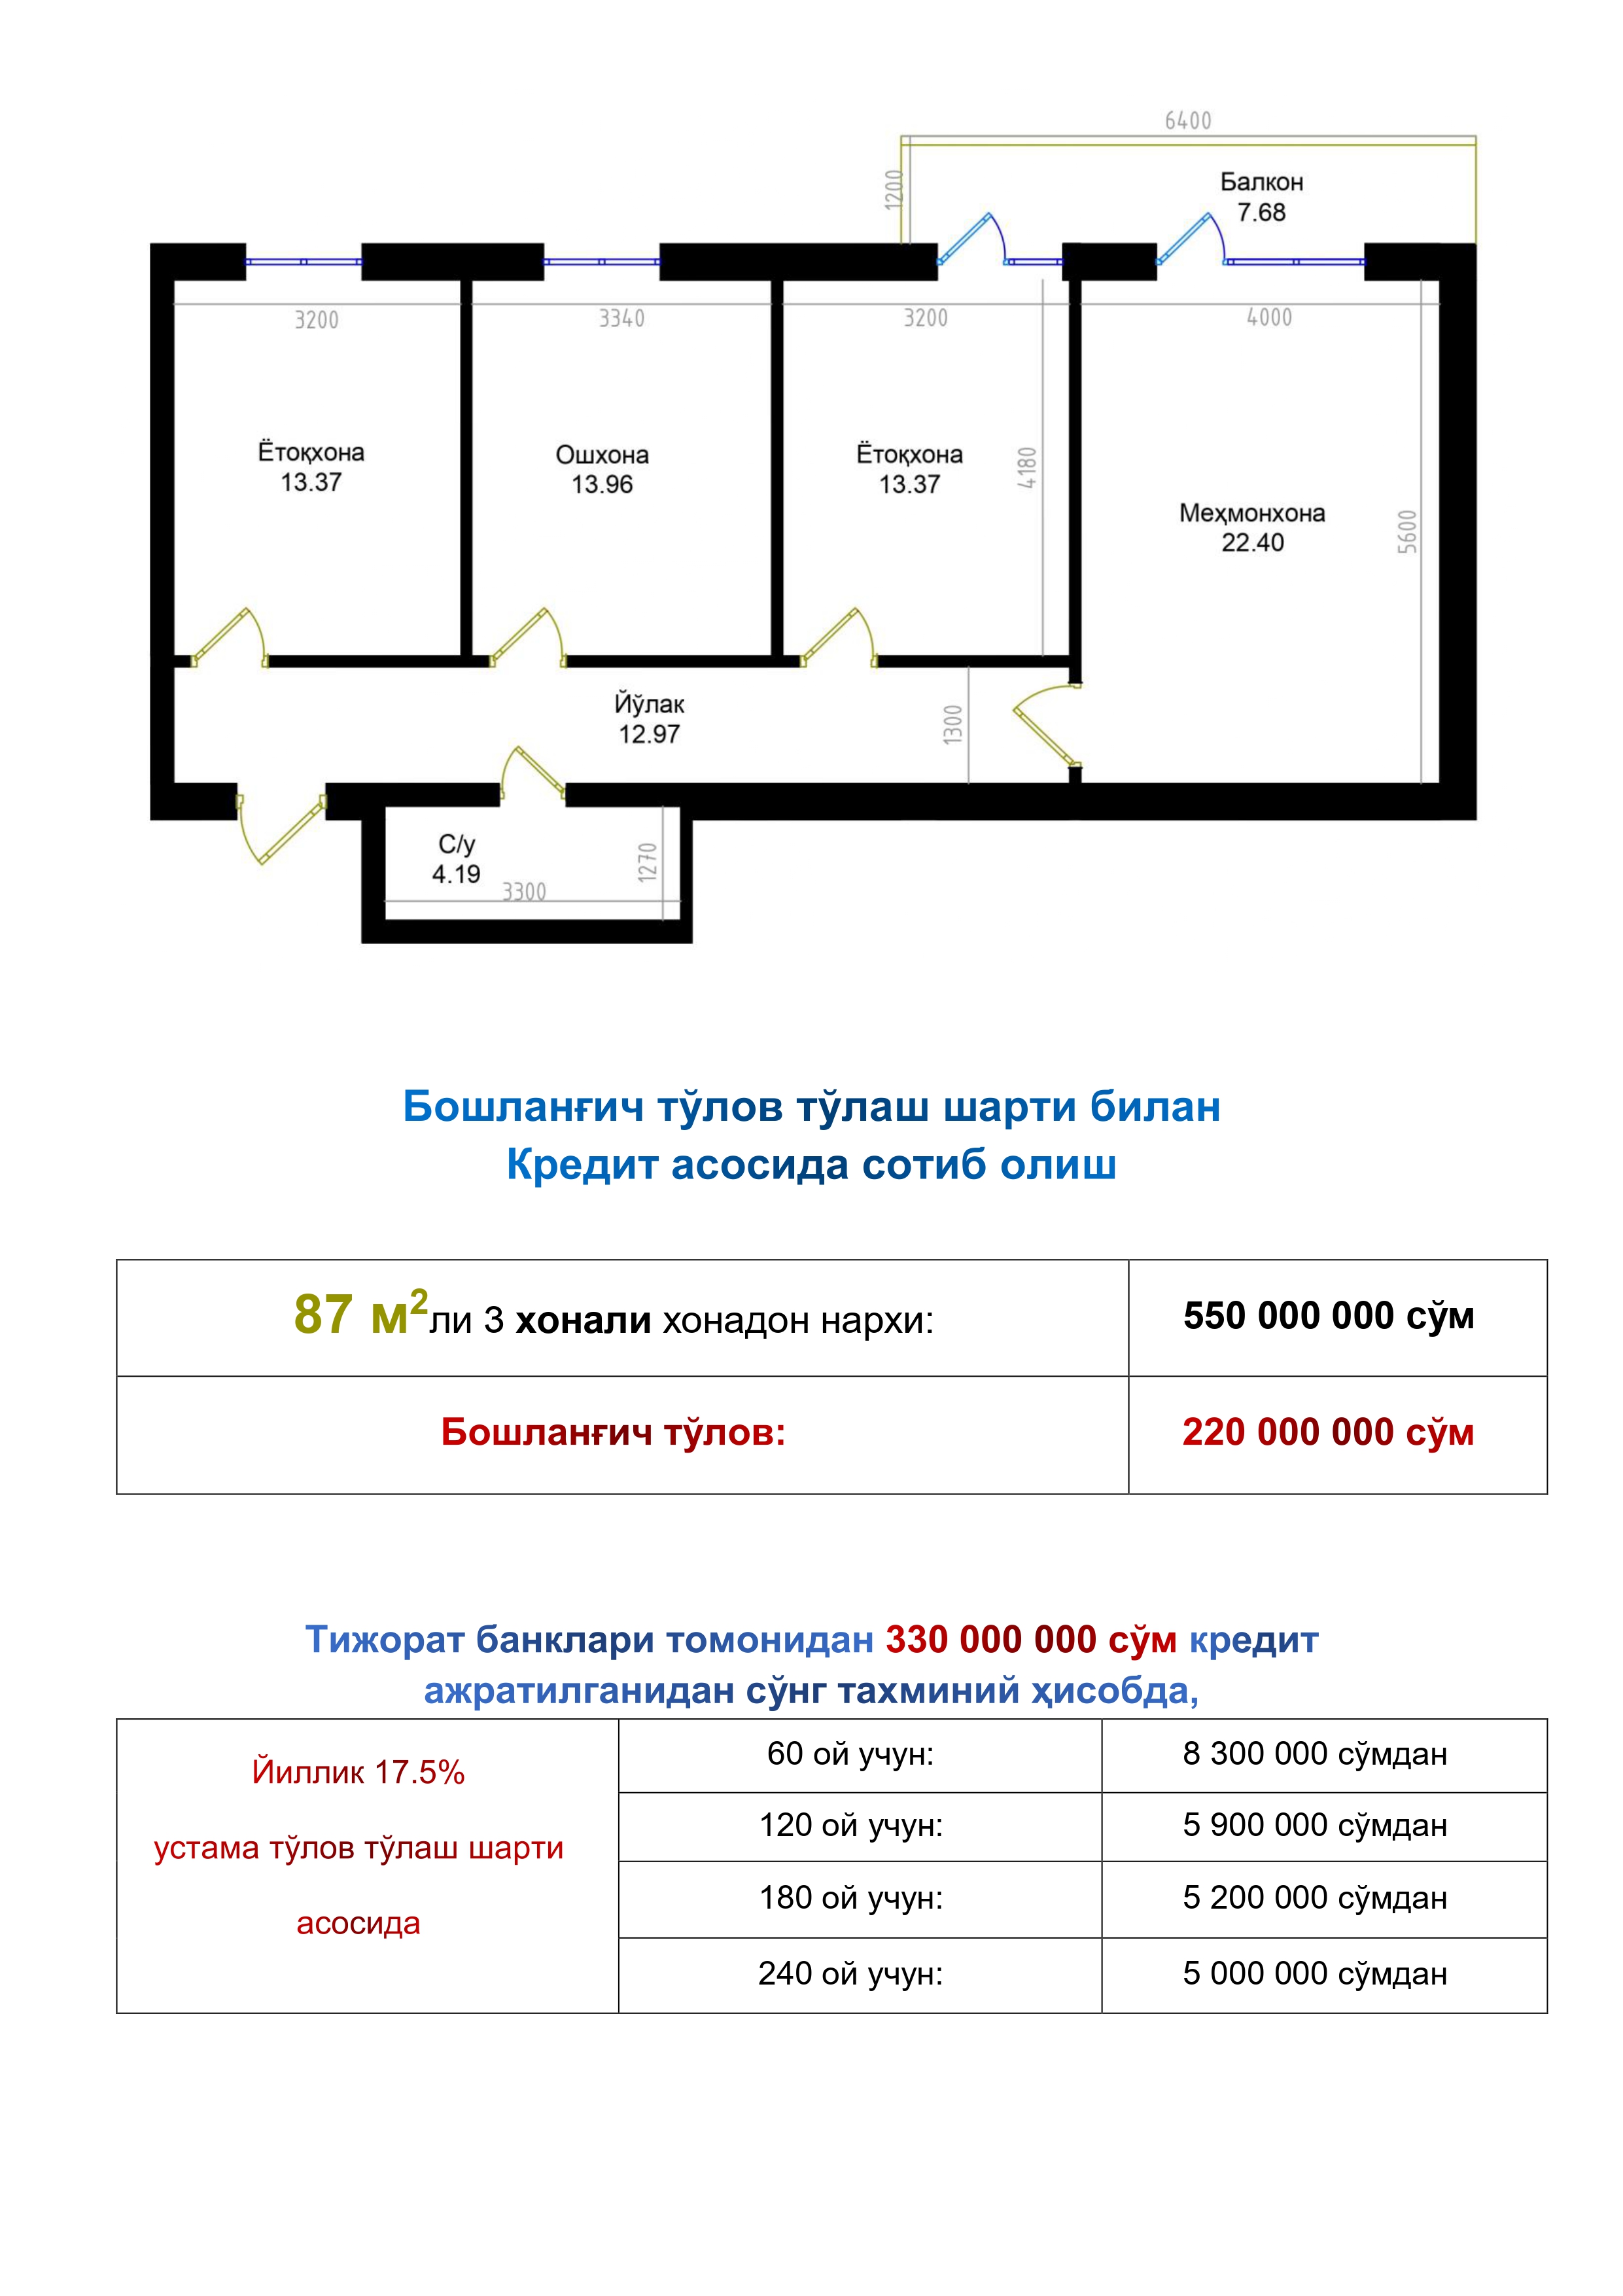 6400
1200
Балкон
7.68
3200
3340
3200
4000
Ётоқхона
13.37
Ошхона
13.96
Ётоқхона
13.37
4180
Меҳмонхона
22.40
5600
Йўлак
12.97
1300
С/у
4.19
3300
1270
Бошланғич тўлов тўлаш шарти билан
Кредит асосида сотиб олиш
87 м²ли 3 хонали хонадон нархи:
550 000 000 сўм
Бошланғич тўлов:
220 000 000 сўм
Тижорат банклари томонидан 330 000 000 сўм кредит
ажратилганидан сўнг тахминий ҳисобда,
Йиллик 17.5%
устама тўлов тўлаш шарти
асосида
60 ой учун:
8 300 000 сўмдан
120 ой учун:
5 900 000 сўмдан
180 ой учун:
5 200 000 сўмдан
240 ой учун:
5 000 000 сўмдан